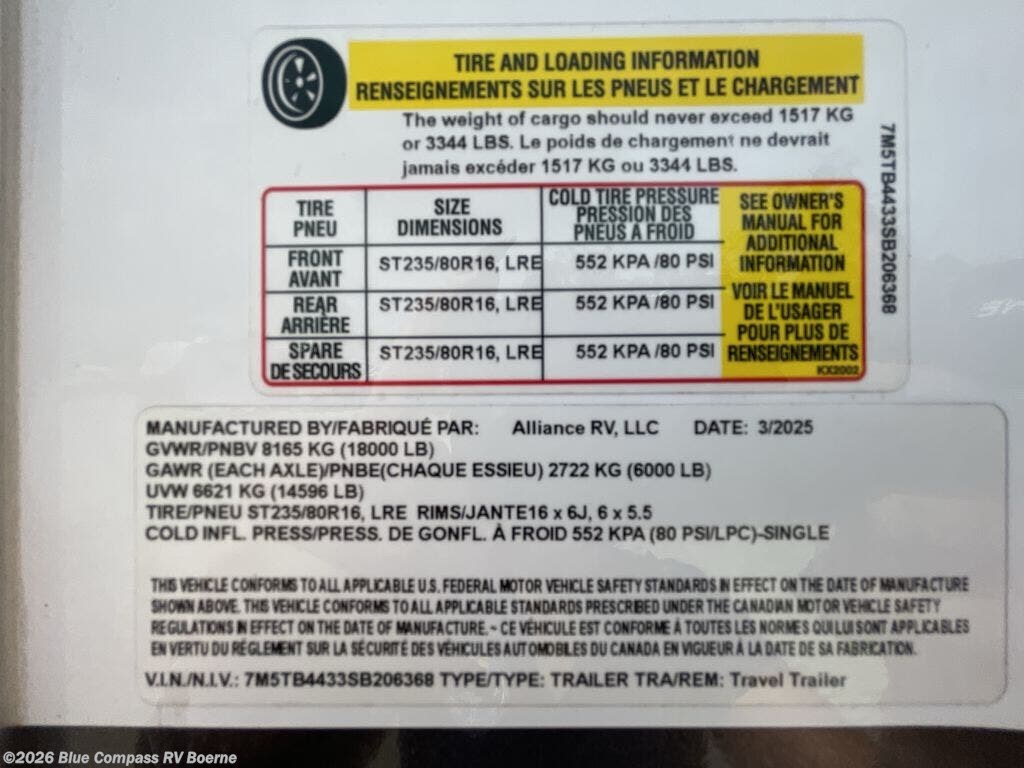 TIRE AND LOADING INFORMATION
RENSEIGNEMENTS SUR LES PNEUS ET LE CHARGEMENT
The weight of cargo should never exceed 1517 KG
or 3344 LBS. Le poids de chargement ne devrait
jamais excéder 1517 KG ou 3344 LBS.
7M5TB4433SB206368
TIRE
PNEU
SIZE
DIMENSIONS
COLD TIRE PRESSURE
PRESSION DES
PNEUS A FROID
SEE OWNER'S
MANUAL FOR
ADDITIONAL
INFORMATION
VOIR LE MANUEL
DE L'USAGER
POUR PLUS DE
RENSEIGNEMENTS
KX2002
FRONT
AVANT
ST235/80R16, LRE
552 KPA /80 PSI
REAR
ARRIÈRE
ST235/80R16, LRE
552 KPA /80 PSI
SPARE
DE SECOURS
ST235/80R16, LRE
552 KPA /80 PSI
MANUFACTURED BY/FABRIQUÉ PAR: Alliance RV, LLC DATE: 3/2025
GVWR/PNBV 8165 KG (18000 LB)
GAWR (EACH AXLE)/PNBE(CHAQUE ESSIEU) 2722 KG (6000 LB)
UVW 6621 KG (14596 LB)
TIRE/PNEU ST235/80R16, LRE RIMS/JANTE16 x 6J, 6 x 5.5
COLD INFL. PRESS/PRESS. DE GONFL. À FROID 552 KPA (80 PSI/LPC)-SINGLE
THIS VEHICLE CONFORMS TO ALL APPLICABLE U.S. FEDERAL MOTOR VEHICLE SAFETY STANDARDS IN EFFECT ON THE DATE OF MANUFACTURE
SHOWN ABOVE. THIS VEHICLE CONFORMS TO ALL APPLICABLE STANDARDS PRESCRIBED UNDER THE CANADIAN MOTOR VEHICLE SAFETY
REGULATIONS IN EFFECT ON THE DATE OF MANUFACTURE. ~ CE VÉHICULE EST CONFORME À TOUTES LES NORMES QUI LUI SONT APPLICABLES
EN VERTU DU RÉGLEMENT SUR LA SÉCURITÉ DES VÉHICULES AUTOMOBILES DU CANADA EN VIGUEUR À LA DATE DE SA FABRICATION.
V.I.N./N.I.V.: 7M5TB4433SB206368 TYPE/TYPE: TRAILER TRA/REM: Travel Trailer
©2026 Blue Compass RV Boerne